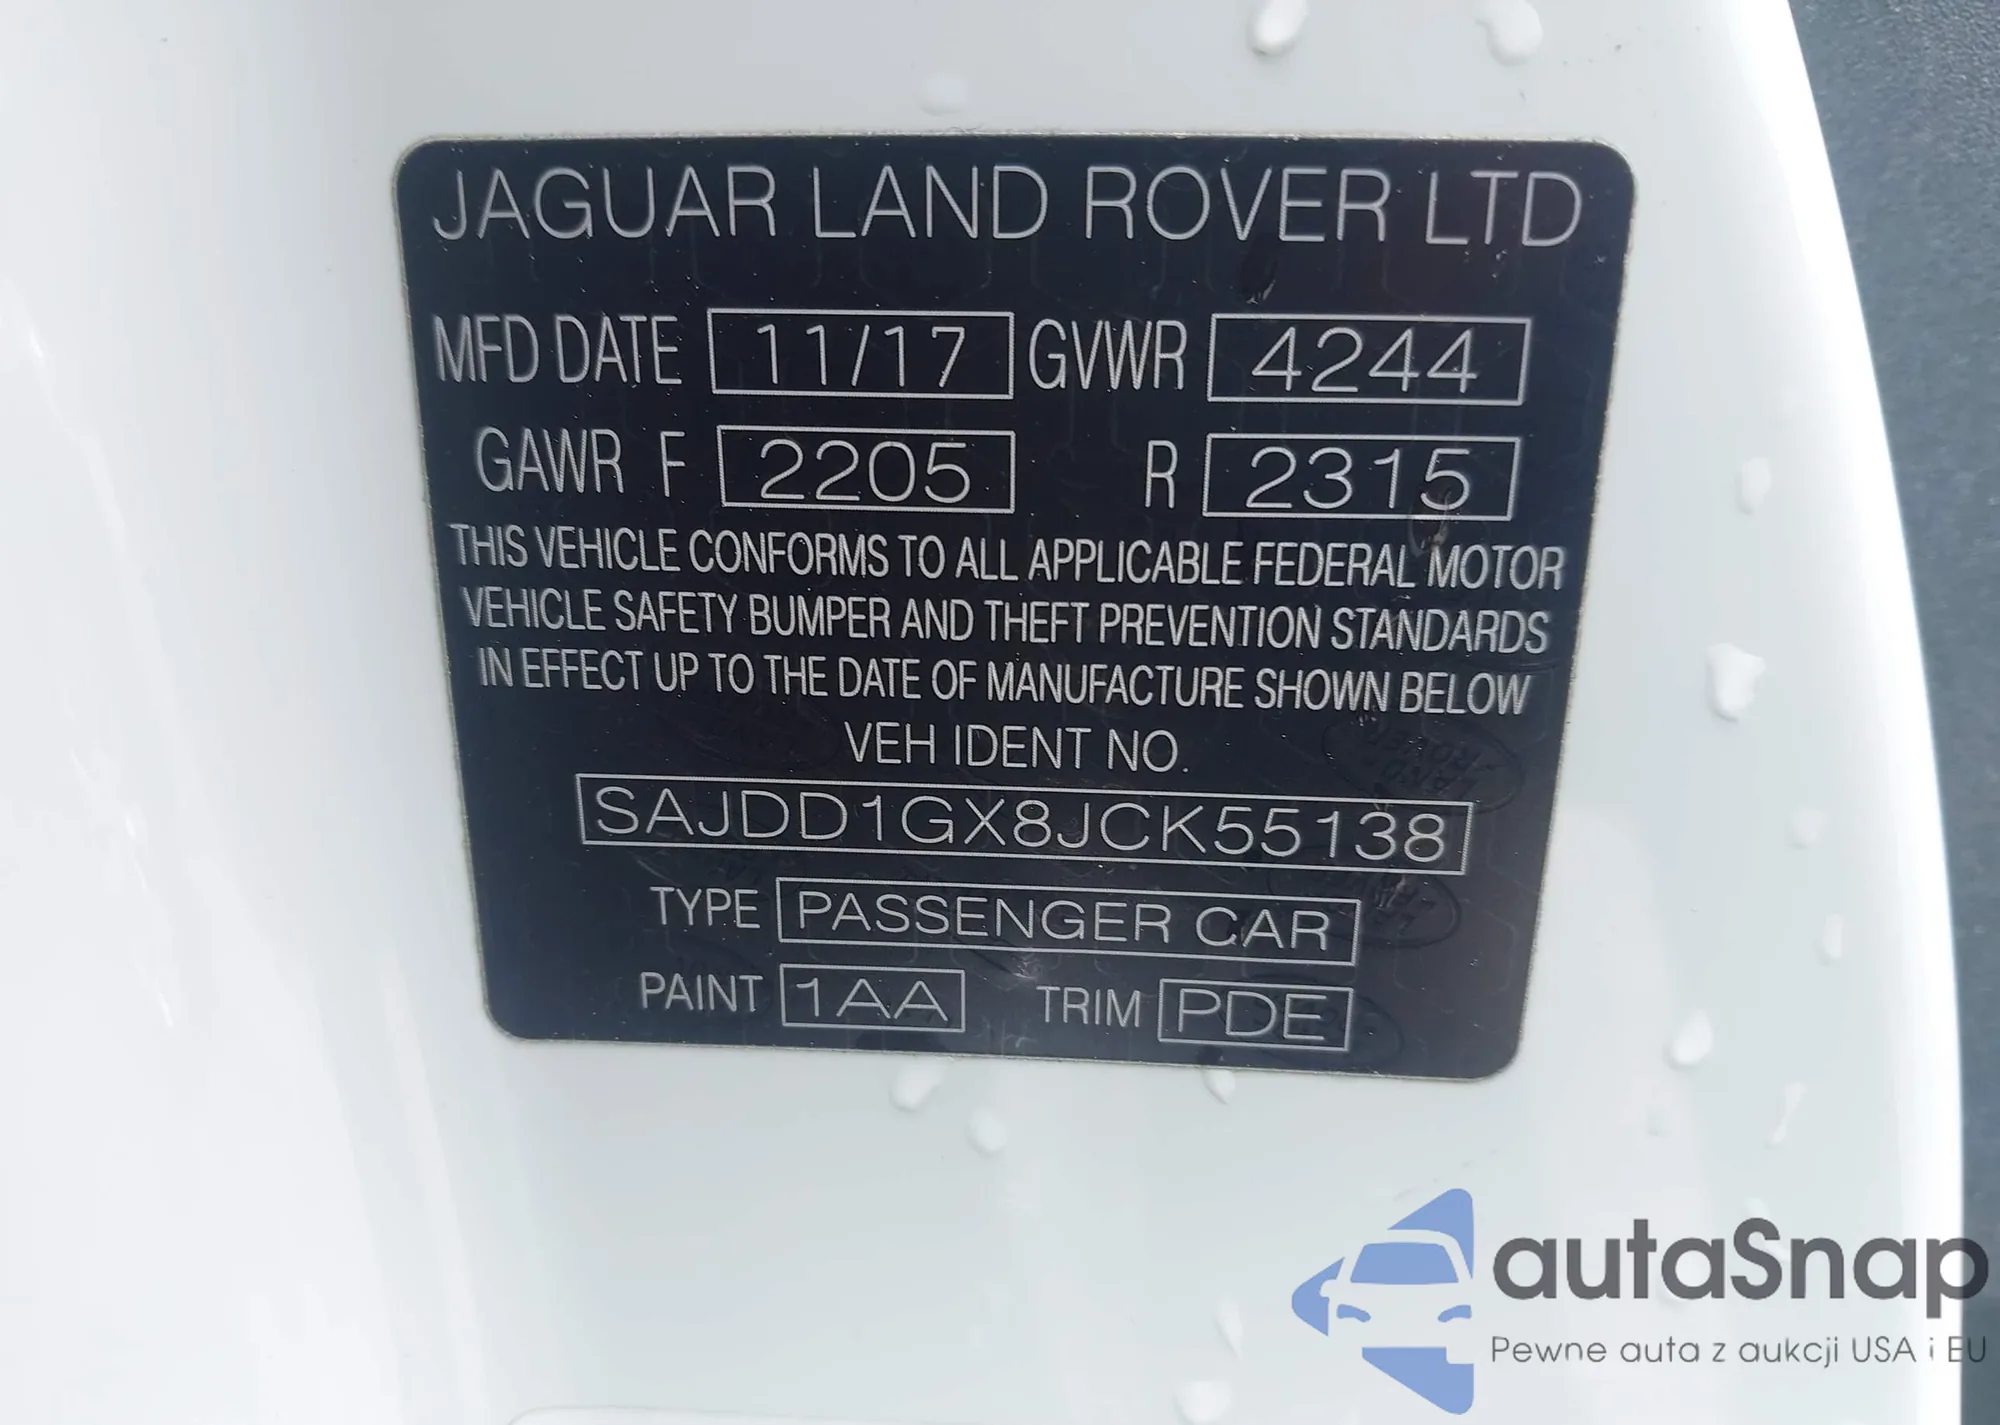 JAGUAR LAND ROVER LTD
MFD DATE 11/17 GVWR 4244
GAWR F 2205 R 2315
THIS VEHICLE CONFORMS TO ALL APPLICABLE FEDERAL MOTOR
VEHICLE SAFETY BUMPER AND THEFT PREVENTION STANDARDS
IN EFFECT UP TO THE DATE OF MANUFACTURE SHOWN BELOW
VEH IDENT NO.
SAJDD1GX8JCK55138
TYPE PASSENGER CAR
PAINT 1AA TRIM PDE
LAND-
ROVER
autaSnap
Pewne auta z aukcji USA i EU